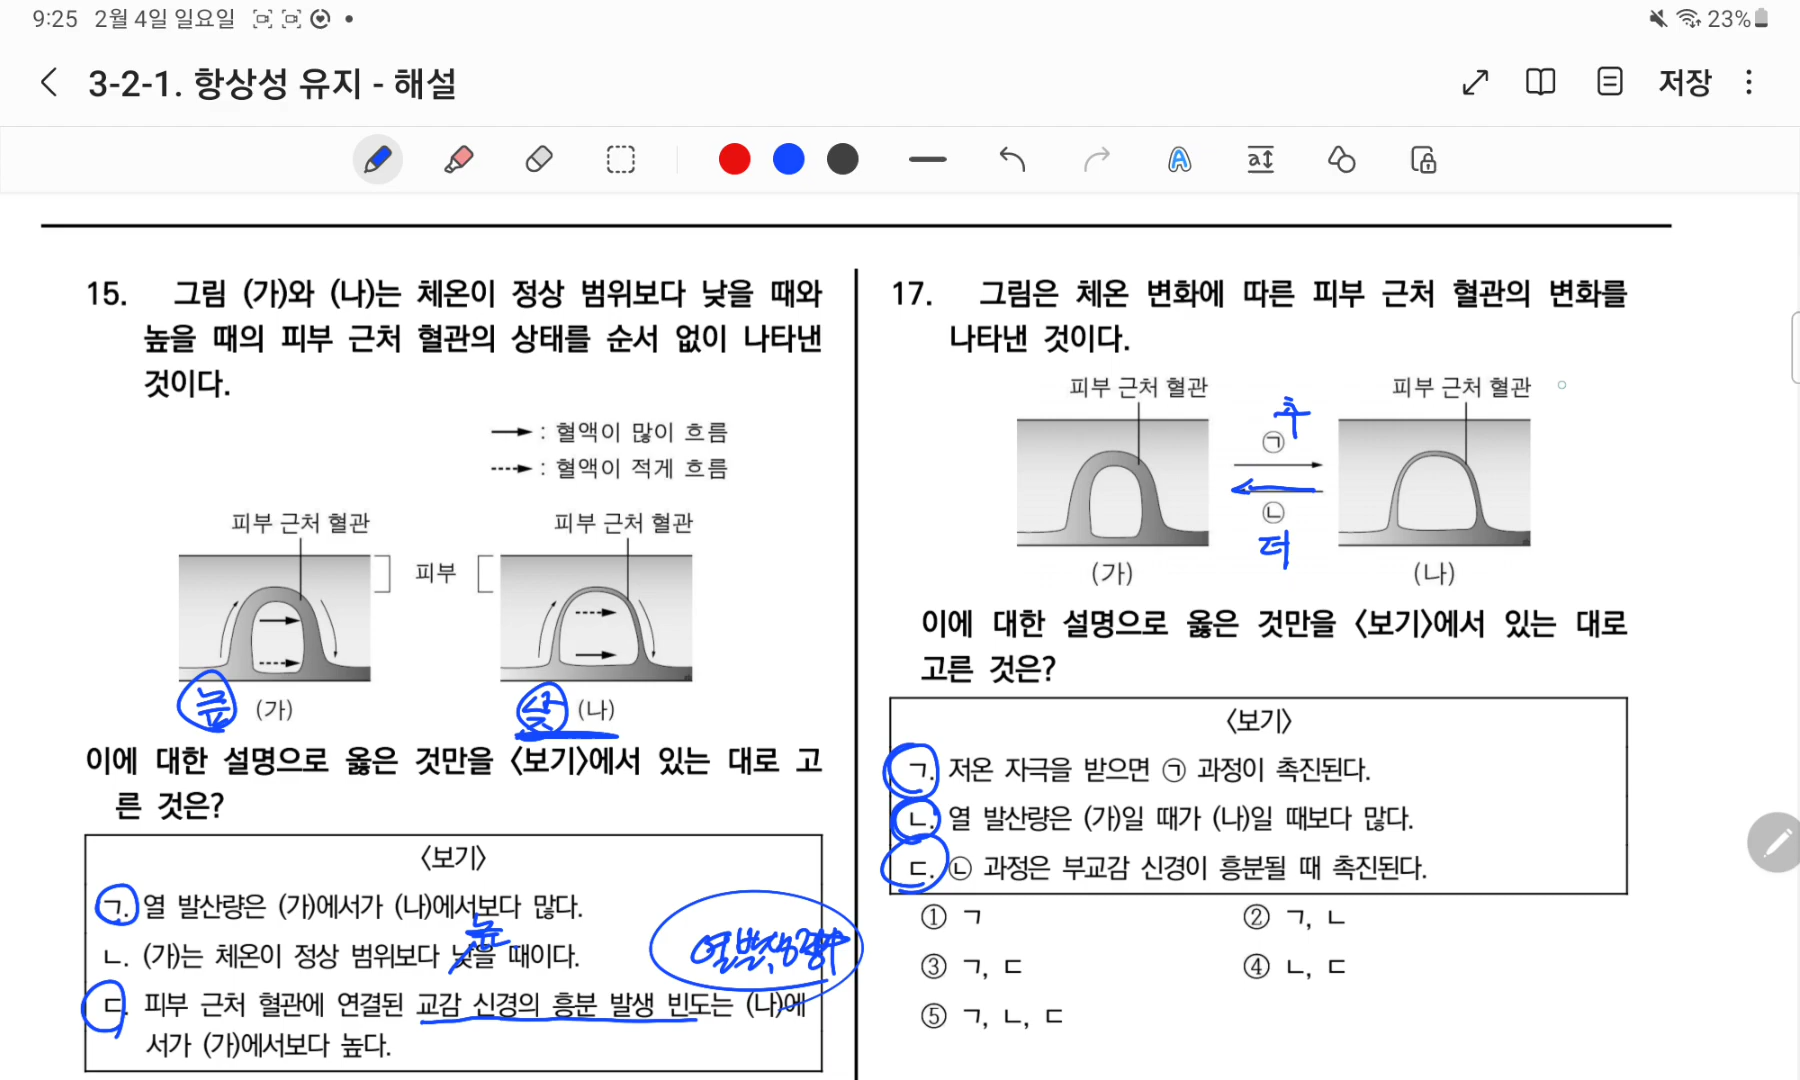 9:25 2월 4일 일요일
23%
3-2-1. 항상성 유지 - 해설
저장
15. 그림 (가)와 (나)는 체온이 정상 범위보다 낮을 때와
높을 때의 피부 근처 혈관의 상태를 순서 없이 나타낸
것이다.
: 혈액이 많이 흐름
: 혈액이 적게 흐름
피부 근처 혈관
피부 근처 혈관
피부
높 (가)
낮 (나)
이에 대한 설명으로 옳은 것만을 〈보기〉에서 있는 대로 고
른 것은?
〈보기〉
ㄱ. 열 발산량은 (가)에서가 (나)에서보다 많다.
높
ㄴ. (가)는 체온이 정상 범위보다 낮을 때이다.
ㄷ. 피부 근처 혈관에 연결된 교감 신경의 흥분 발생 빈도는 (나)에
서가 (가)에서보다 높다.
17. 그림은 체온 변화에 따른 피부 근처 혈관의 변화를
나타낸 것이다.
피부 근처 혈관
피부 근처 혈관
추
㉠
㉡
더
(가)
(나)
이에 대한 설명으로 옳은 것만을 〈보기〉에서 있는 대로
고른 것은?
〈보기〉
ㄱ. 저온 자극을 받으면 ㉠ 과정이 촉진된다.
ㄴ. 열 발산량은 (가)일 때가 (나)일 때보다 많다.
ㄷ. ㉡ 과정은 부교감 신경이 흥분될 때 촉진된다.
① ㄱ
② ㄱ, ㄴ
③ ㄱ, ㄷ
④ ㄴ, ㄷ
⑤ ㄱ, ㄴ, ㄷ